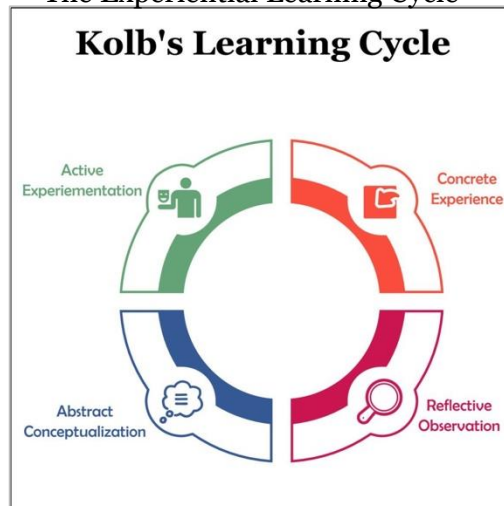 The Experiential Learning Cycle
Kolb's Learning Cycle
Active
Experiementation
Concrete
Experience
Abstract
Conceptualization
Reflective
Observation